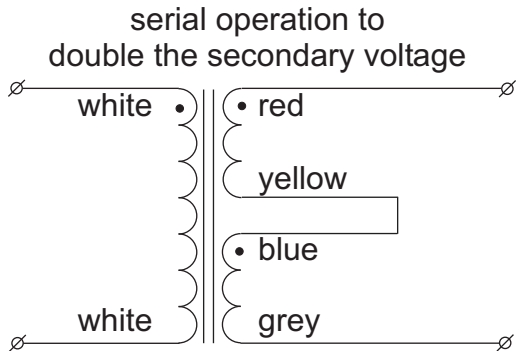 serial operation to
double the secondary voltage
white red
yellow
blue
white grey